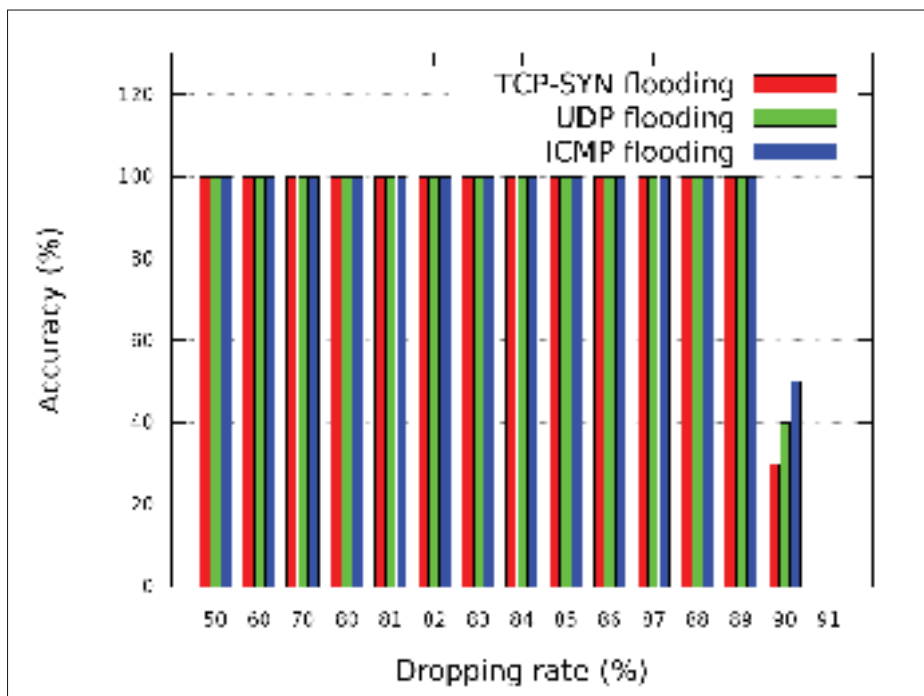 TCP-SYN flooding
UDP flooding
ICMP flooding
120
100
80
60
40
20
0
Accuracy (%)
50 60 70 80 81 82 83 84 85 86 87 88 89 90 91
Dropping rate (%)